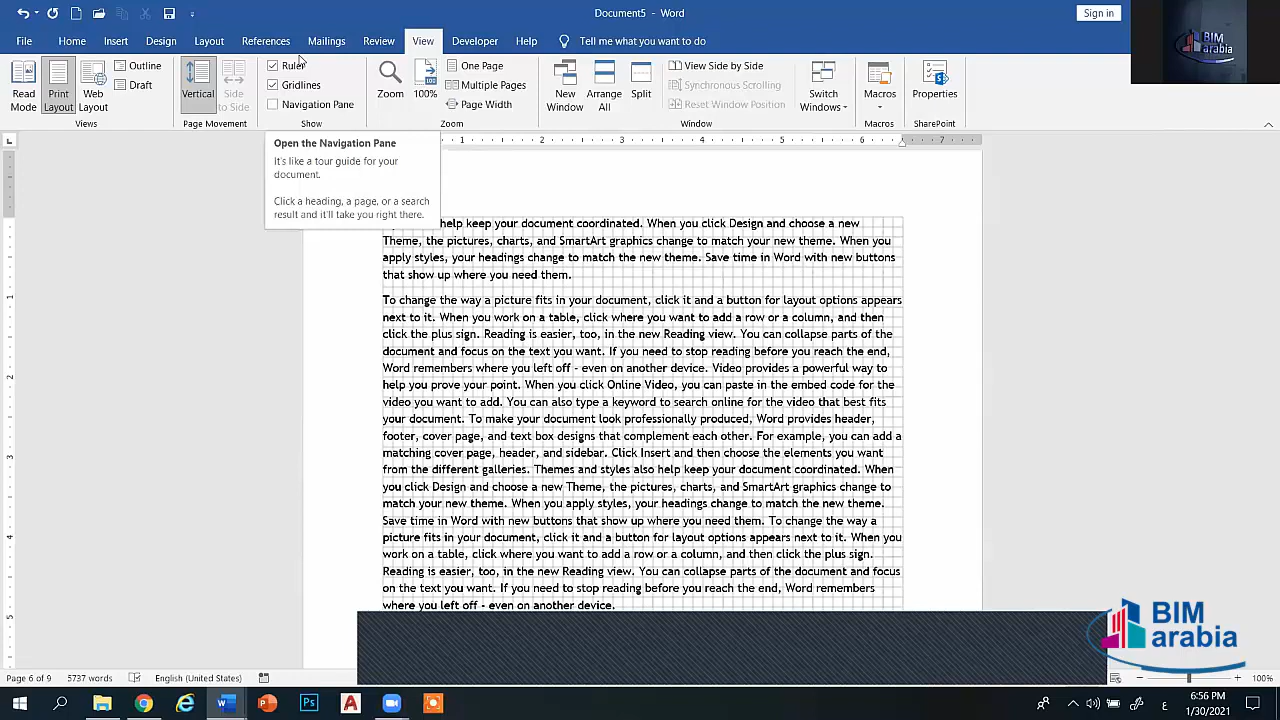 Document5 - Word
Sign in
BIM
arabia
File Home Insert Design Layout References Mailings Review View Developer Help Tell me what you want to do
Read Mode
Print Layout
Web Layout
Outline
Draft
Views
Vertical
Side to Side
Page Movement
Ruler
Gridlines
Navigation Pane
Show
Zoom
100%
One Page
Multiple Pages
Page Width
Zoom
New Window
Arrange All
Split
View Side by Side
Synchronous Scrolling
Reset Window Position
Window
Switch Windows
Macros
Macros
Properties
SharePoint
Open the Navigation Pane
It's like a tour guide for your
document.
Click a heading, a page, or a search
result and it'll take you right there.
1 2 3 4 5 6 7
help keep your document coordinated. When you click Design and choose a new
Theme, the pictures, charts, and SmartArt graphics change to match your new theme. When you
apply styles, your headings change to match the new theme. Save time in Word with new buttons
that show up where you need them.
To change the way a picture fits in your document, click it and a button for layout options appears
next to it. When you work on a table, click where you want to add a row or a column, and then
click the plus sign. Reading is easier, too, in the new Reading view. You can collapse parts of the
document and focus on the text you want. If you need to stop reading before you reach the end,
Word remembers where you left off - even on another device. Video provides a powerful way to
help you prove your point. When you click Online Video, you can paste in the embed code for the
video you want to add. You can also type a keyword to search online for the video that best fits
your document. To make your document look professionally produced, Word provides header,
footer, cover page, and text box designs that complement each other. For example, you can add a
matching cover page, header, and sidebar. Click Insert and then choose the elements you want
from the different galleries. Themes and styles also help keep your document coordinated. When
you click Design and choose a new Theme, the pictures, charts, and SmartArt graphics change to
match your new theme. When you apply styles, your headings change to match the new theme.
Save time in Word with new buttons that show up where you need them. To change the way a
picture fits in your document, click it and a button for layout options appears next to it. When you
work on a table, click where you want to add a row or a column, and then click the plus sign.
Reading is easier, too, in the new Reading view. You can collapse parts of the document and focus
on the text you want. If you need to stop reading before you reach the end, Word remembers
where you left off - even on another device.
1
2
3
4
5
BIM
arabia
Page 6 of 9 5737 words English (United States) 100%
6:56 PM
1/30/2021
ع